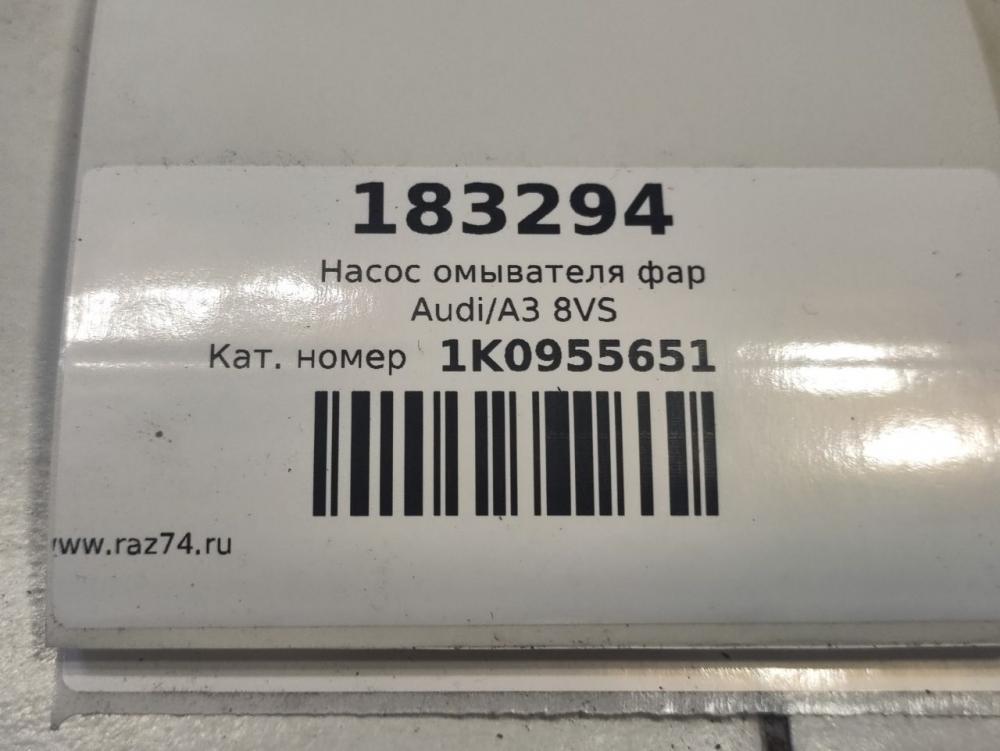 183294
Насос омывателя фар
Audi/A3 8VS
Кат. номер 1K0955651
www.raz74.ru